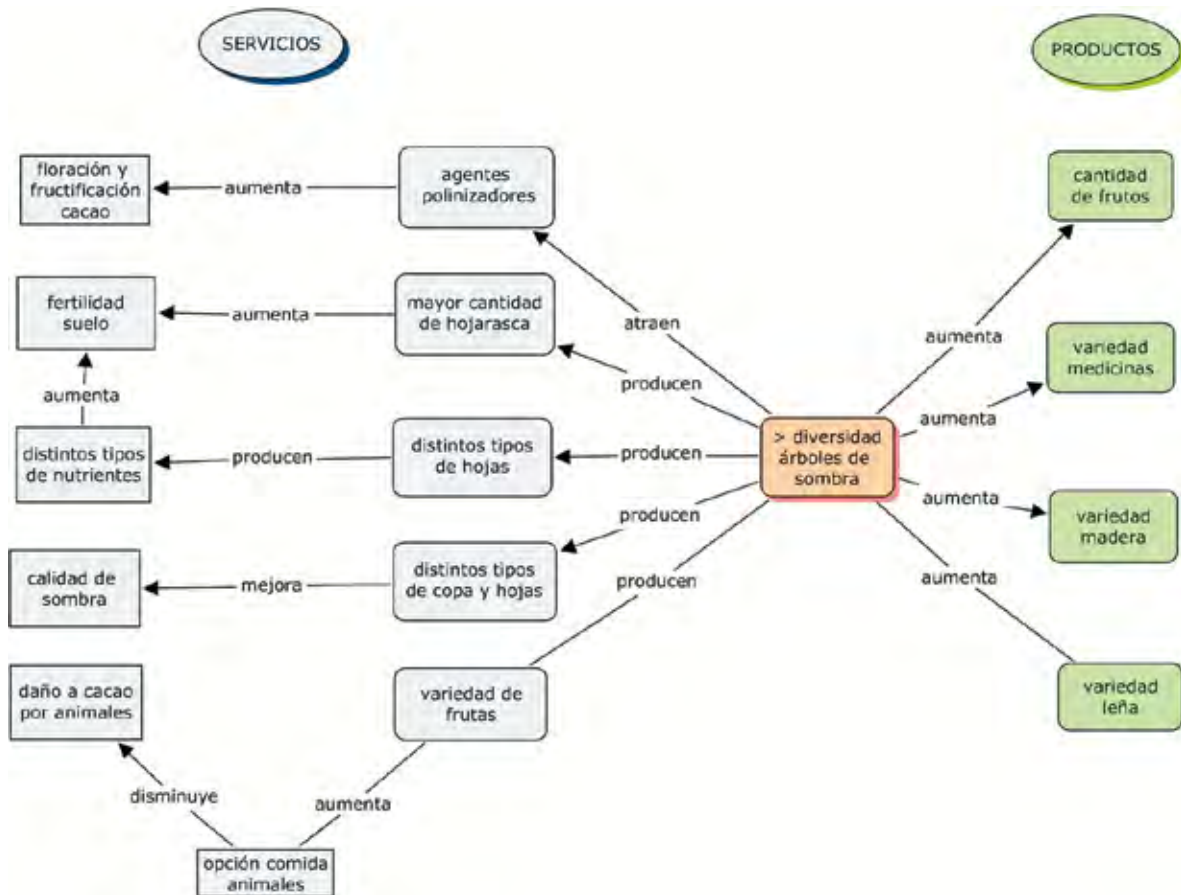 SERVICIOS
PRODUCTOS
floración y
fructificación
cacao
aumenta
agentes
polinizadores
cantidad
de frutos
fertilidad
suelo
aumenta
mayor cantidad
de hojarasca
atraen
aumenta
variedad
medicinas
aumenta
producen
aumenta
distintos tipos
de nutrientes
producen
distintos tipos
de hojas
producen
> diversidad
árboles de
sombra
aumenta
variedad
madera
producen
calidad de
sombra
mejora
distintos tipos
de copa y hojas
producen
aumenta
daño a cacao
por animales
variedad de
frutas
variedad
leña
disminuye
aumenta
opción comida
animales